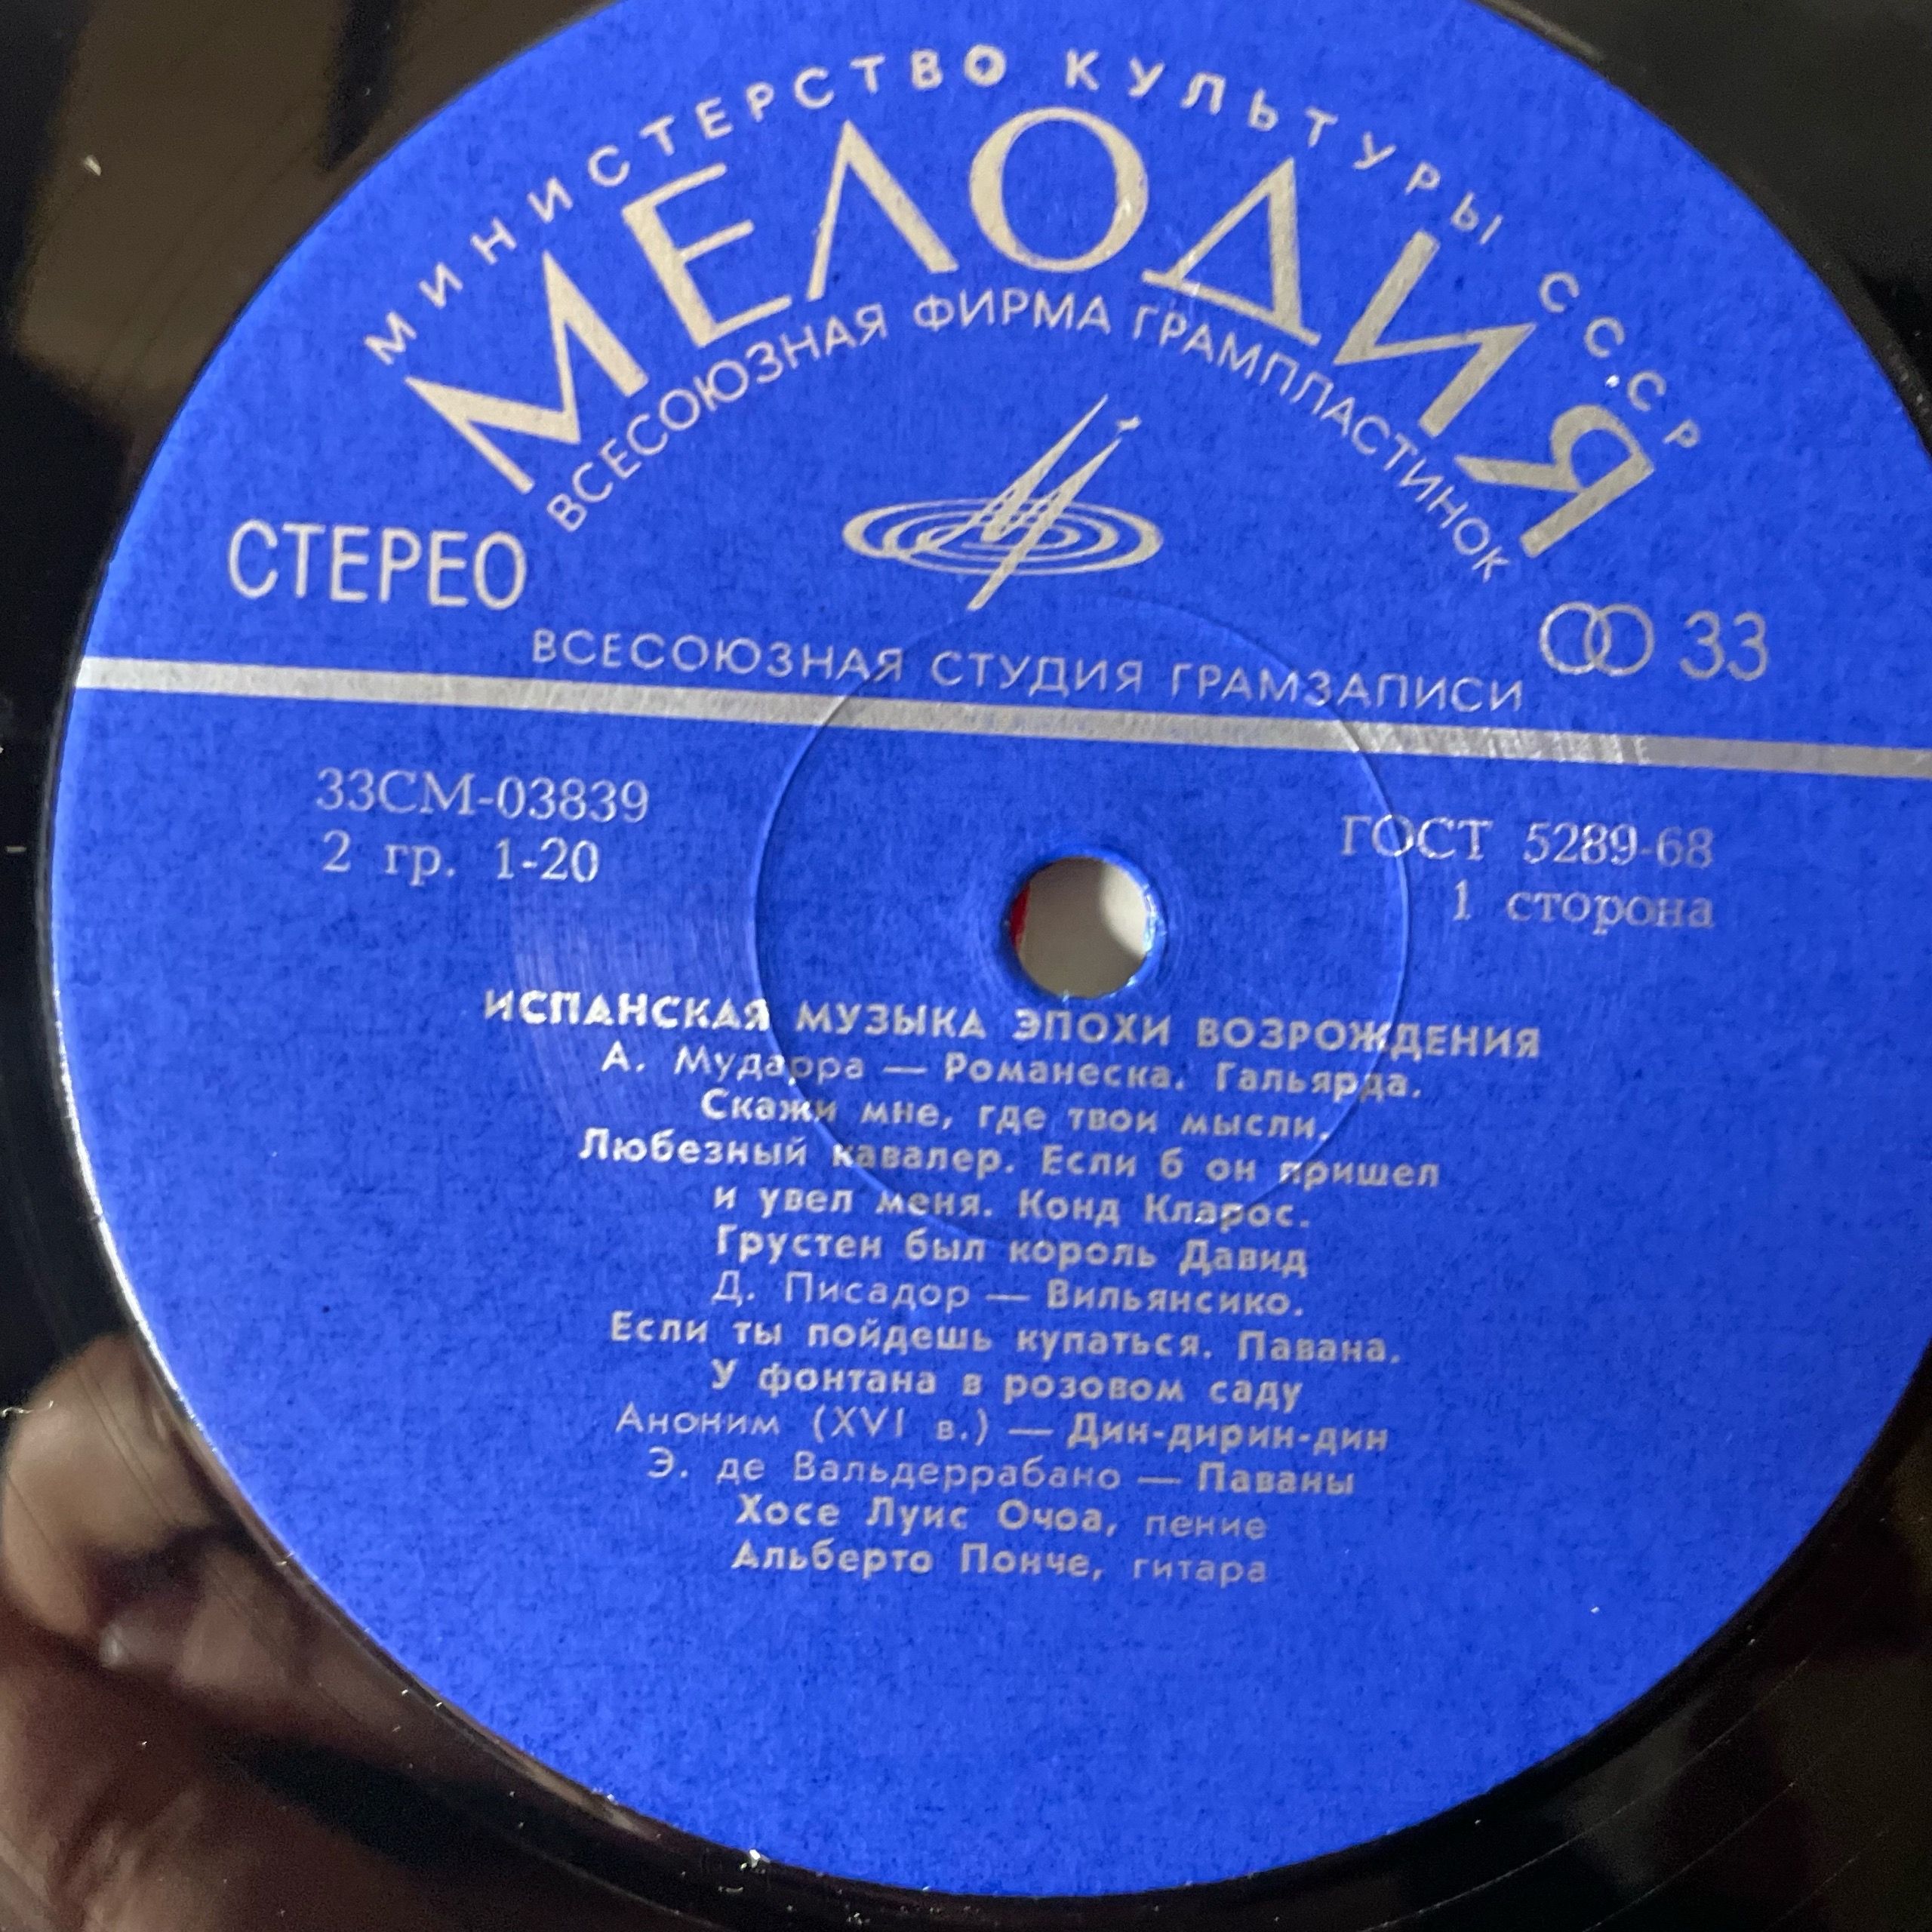 МИНИСТЕРСТВО КУЛЬТУРЫ СССР
МЕЛОДИЯ
ВСЕСОЮЗНАЯ ФИРМА ГРАМПЛАСТИНОК
СТЕРЕО
33
ВСЕСОЮЗНАЯ СТУДИЯ ГРАМЗАПИСИ
33СМ-03839
ГОСТ 5289-68
2 гр. 1-20
1 сторона
ИСПАНСКАЯ МУЗЫКА ЭПОХИ ВОЗРОЖДЕНИЯ
А. Мударра — Романеска. Гальярда.
Скажи мне, где твои мысли.
Любезный кавалер. Если б он пришел
и увел меня. Конд Кларос.
Грустен был король Давид
Д. Писадор — Вильянсико.
Если ты пойдешь купаться. Павана.
У фонтана в розовом саду
Аноним (XVI в.) — Дин-дирин-дин
Э. де Вальдеррабано — Паваны
Хосе Луис Очоа, пение
Альберто Понче, гитара